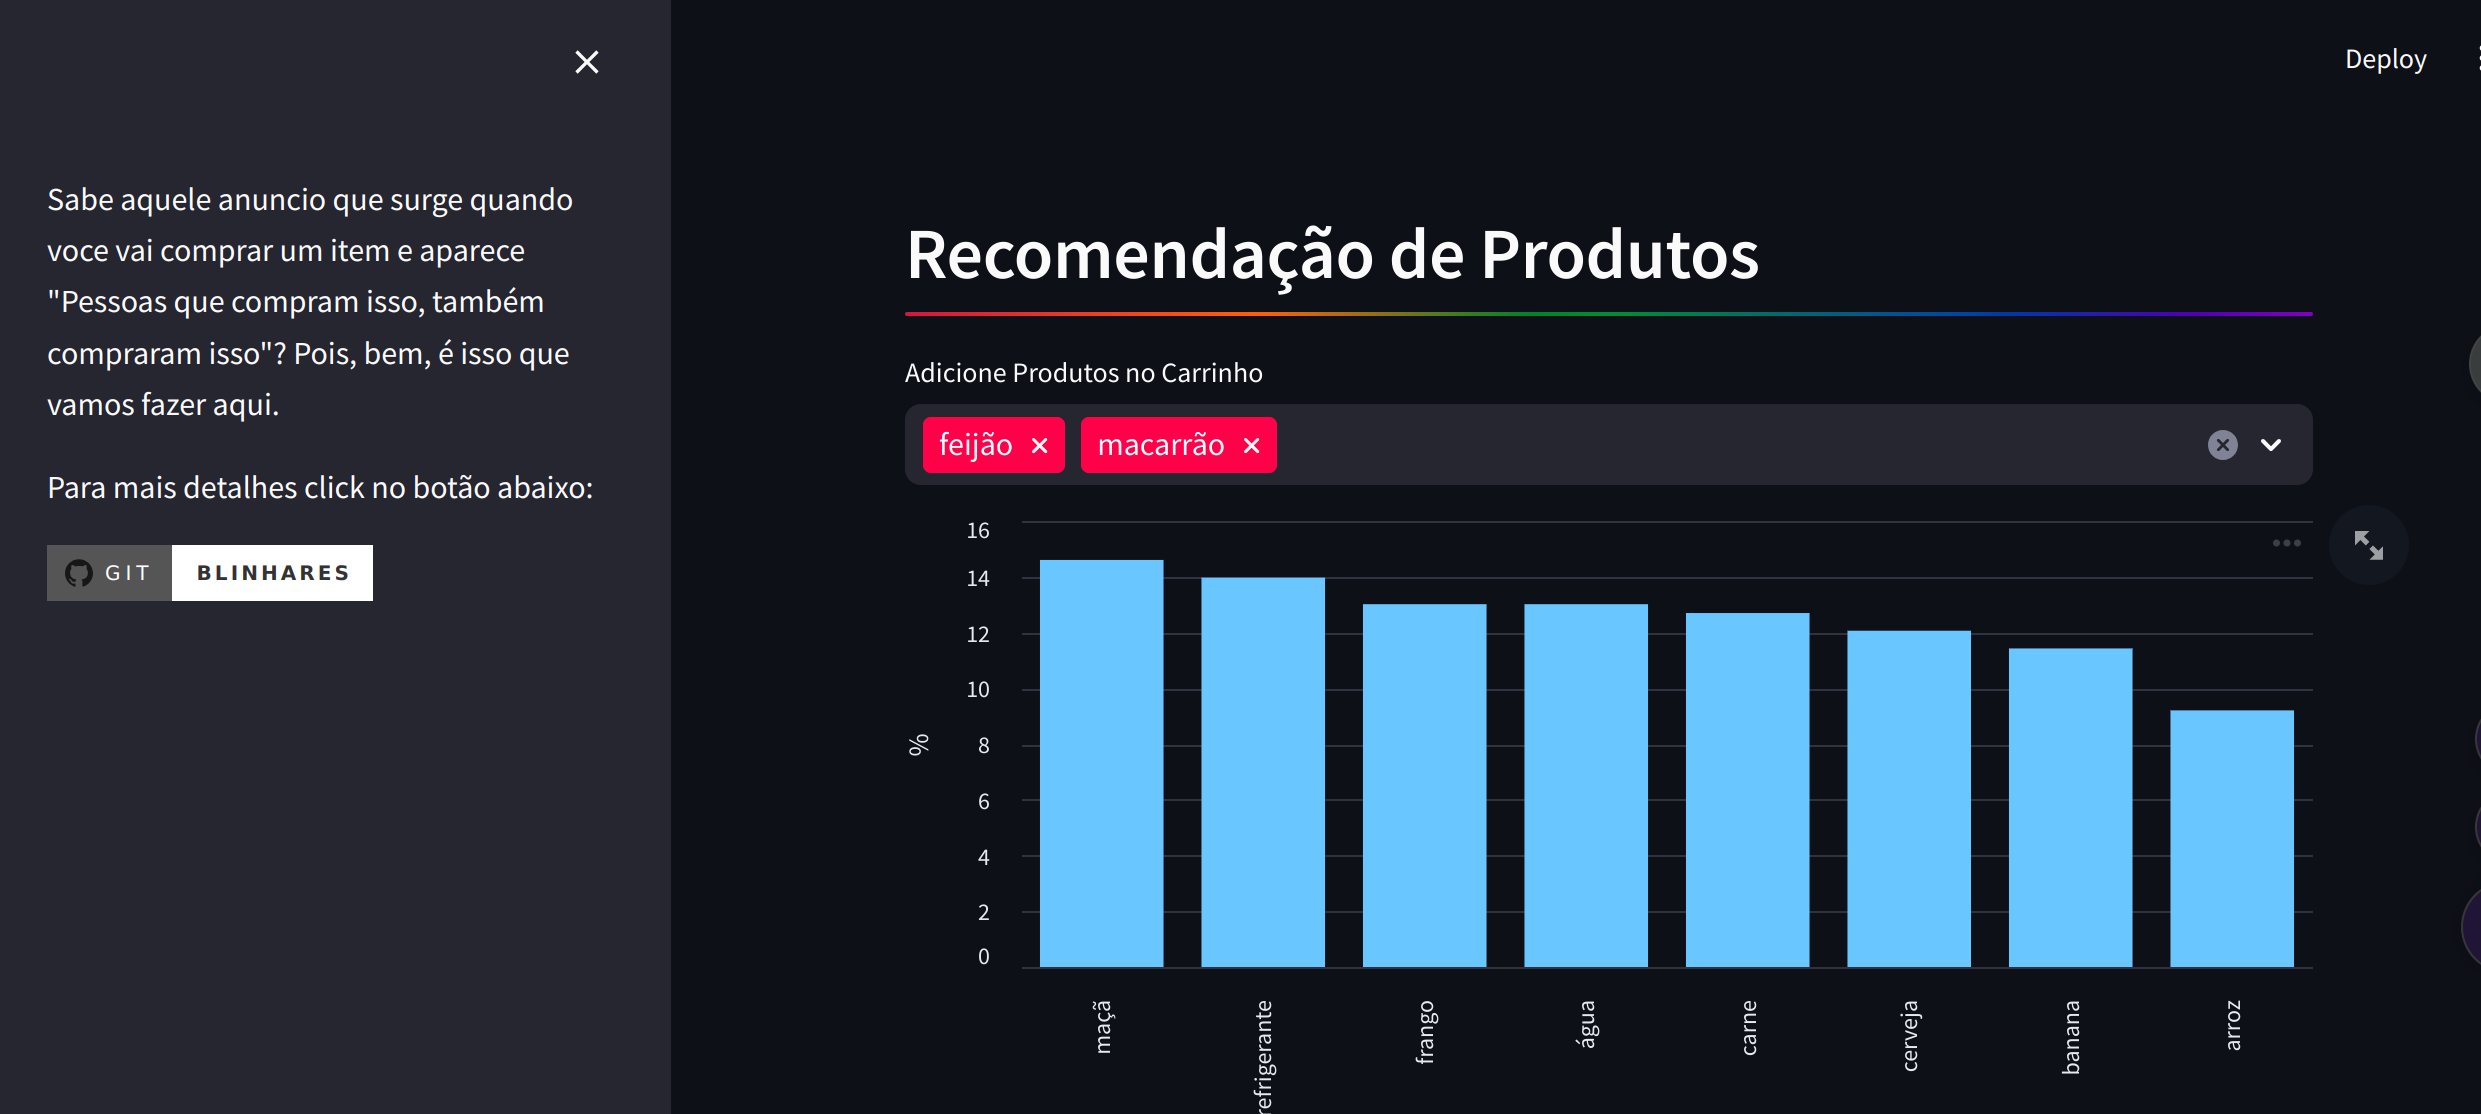 Deploy
Sabe aquele anuncio que surge quando
voce vai comprar um item e aparece
"Pessoas que compram isso, também
compraram isso"? Pois, bem, é isso que
vamos fazer aqui.
Para mais detalhes click no botão abaixo:
GIT BLINHARES
Recomendação de Produtos
Adicione Produtos no Carrinho
feijão macarrão
16
14
12
10
8
6
4
2
0
%
maçã
refrigerante
frango
água
carne
cerveja
banana
arroz